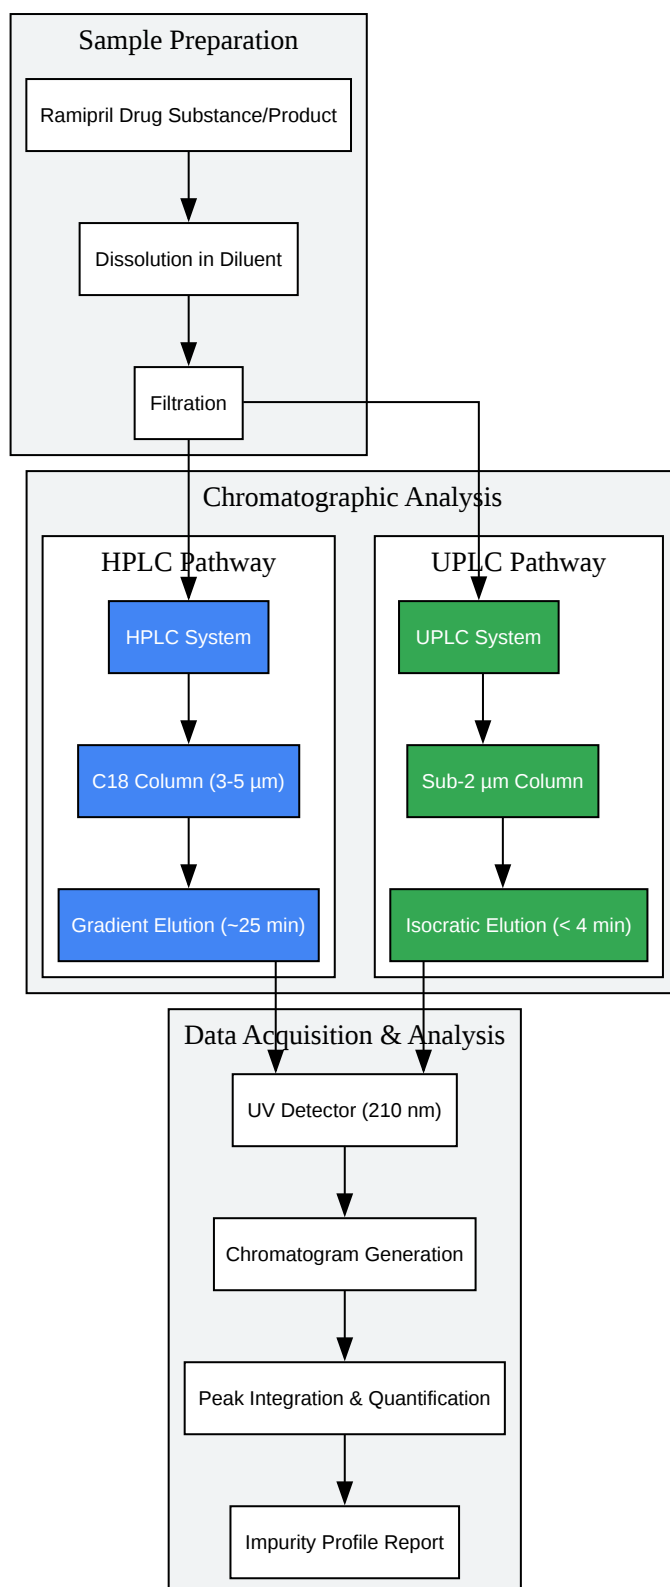 Sample Preparation
Ramipril Drug Substance/Product
Dissolution in Diluent
Filtration
Chromatographic Analysis
HPLC Pathway
HPLC System
C18 Column (3-5 µm)
Gradient Elution (~25 min)
UPLC Pathway
UPLC System
Sub-2 µm Column
Isocratic Elution (< 4 min)
Data Acquisition & Analysis
UV Detector (210 nm)
Chromatogram Generation
Peak Integration & Quantification
Impurity Profile Report